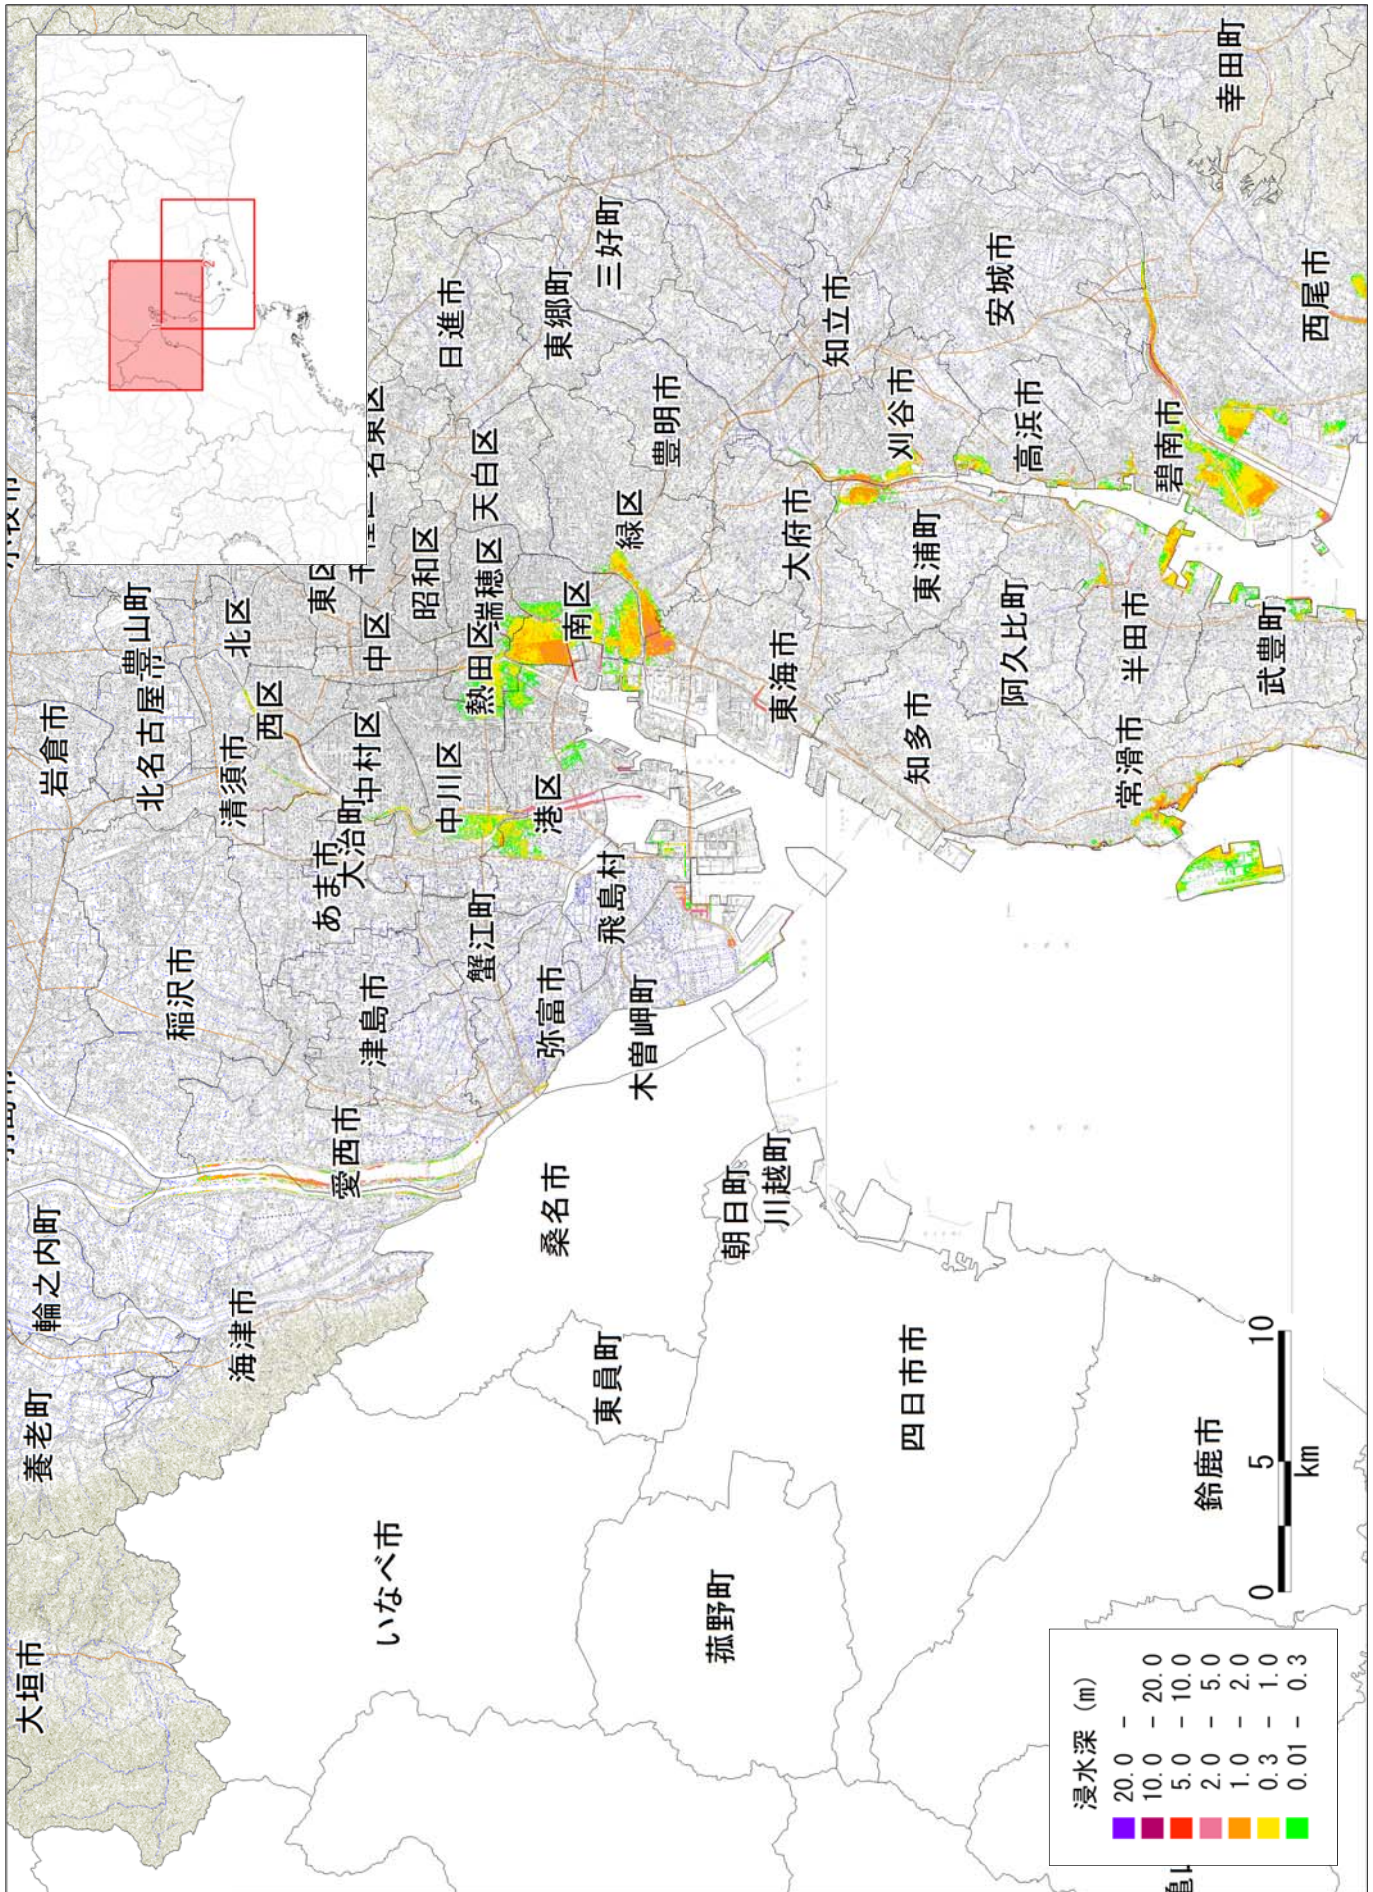 大垣市
養老町
輪之内町
海津市
岩倉市
北名古屋市
豊山町
北区
西区
清須市
稲沢市
中村区
中区
昭和区
あま市
大治町
津島市
愛西市
いなべ市
日進市
天白区
瑞穂区
熱田区
中川区
蟹江町
東郷町
三好町
緑区
南区
港区
飛島村
弥富市
木曽岬町
桑名市
東員町
豊明市
大府市
東海市
朝日町
川越町
菰野町
知立市
刈谷市
東浦町
知多市
四日市市
安城市
高浜市
阿久比町
碧南市
半田市
常滑市
幸田町
西尾市
武豊町
鈴鹿市
2
0 5 10
km
浸水深 (m)
20.0 -
10.0 - 20.0
5.0 - 10.0
2.0 - 5.0
1.0 - 2.0
0.3 - 1.0
0.01 - 0.3